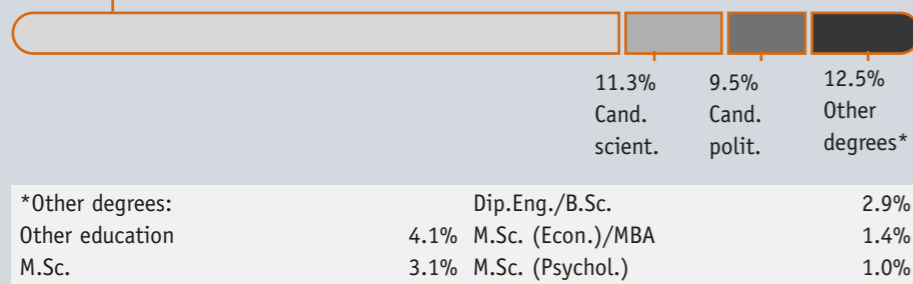 11.3% 9.5% 12.5%
Cand. Cand. Other
scient. polit. degrees*
*Other degrees: Dip.Eng./B.Sc. 2.9%
Other education 4.1% M.Sc. (Econ.)/MBA 1.4%
M.Sc. 3.1% M.Sc. (Psychol.) 1.0%